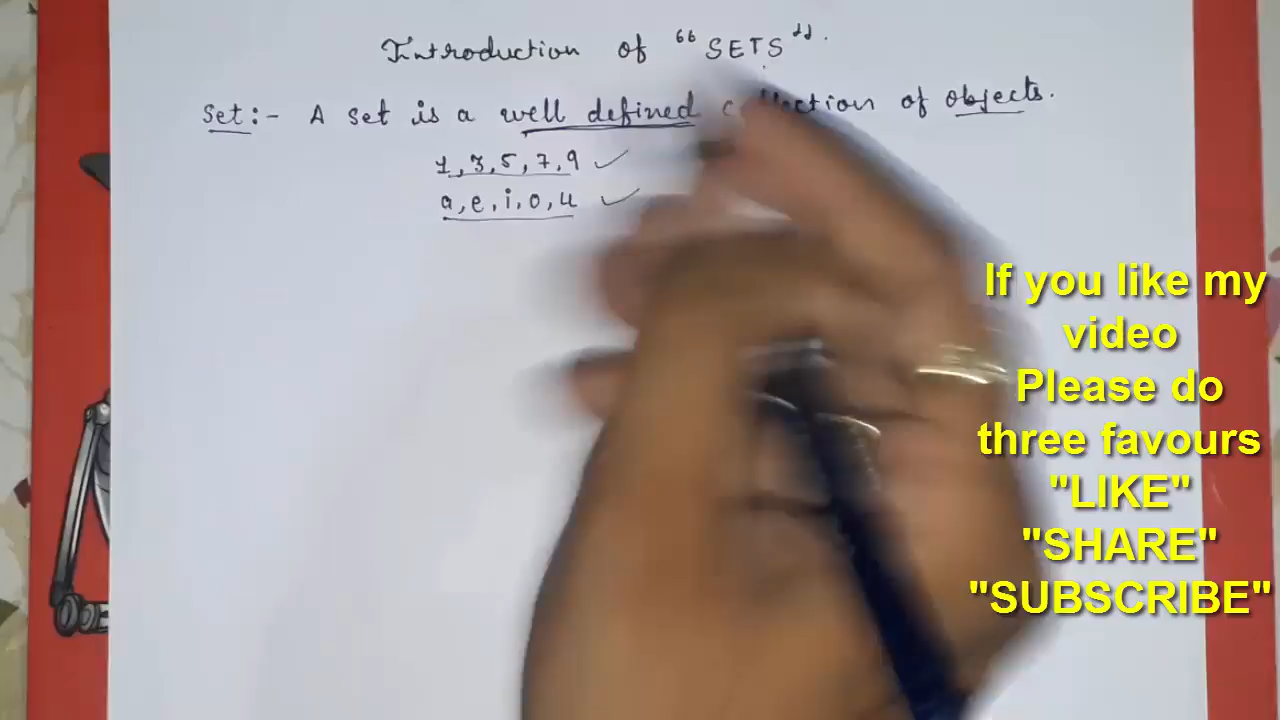 Introduction of "SETS".
Set:- A set is a well defined collection of objects.
1, 3, 5, 7, 9 ✓
a, e, i, o, u ✓
If you like my
video
Please do
three favours
"LIKE"
"SHARE"
"SUBSCRIBE"